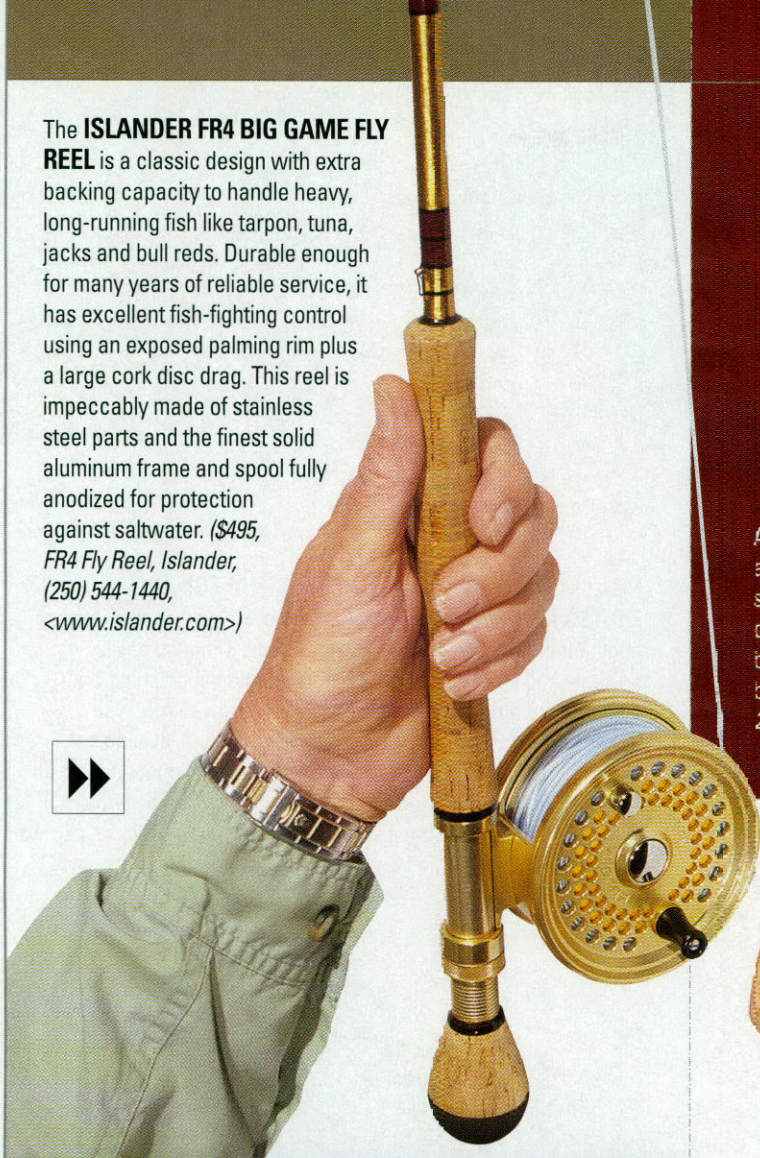 The ISLANDER FR4 BIG GAME FLY
REEL is a classic design with extra
backing capacity to handle heavy,
long-running fish like tarpon, tuna,
jacks and bull reds. Durable enough
for many years of reliable service, it
has excellent fish-fighting control
using an exposed palming rim plus
a large cork disc drag. This reel is
impeccably made of stainless
steel parts and the finest solid
aluminum frame and spool fully
anodized for protection
against saltwater. ($495,
FR4 Fly Reel, Islander,
(250) 544-1440,
<www.islander.com>)